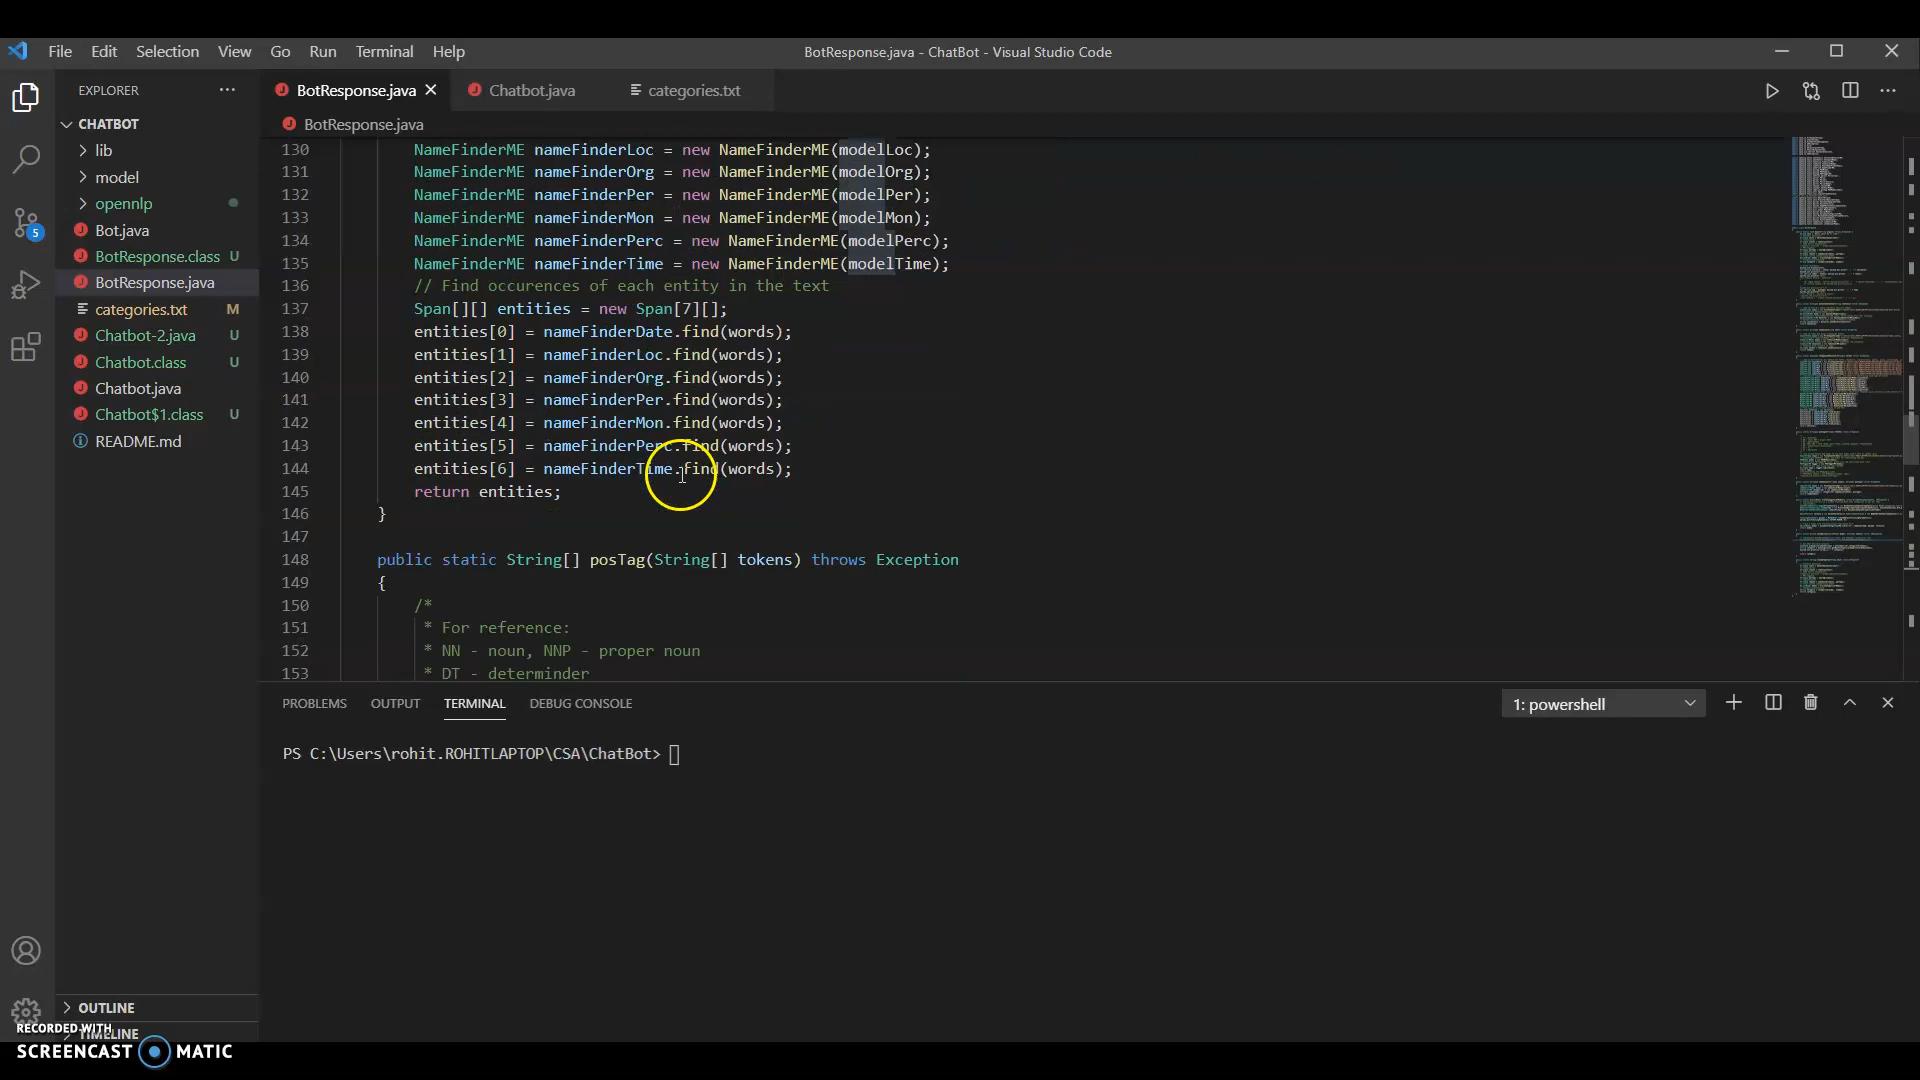 File Edit Selection View Go Run Terminal Help
BotResponse.java - ChatBot - Visual Studio Code
EXPLORER
BotResponse.java
Chatbot.java
categories.txt
CHATBOT
lib
model
opennlp
Bot.java
BotResponse.class U
BotResponse.java
categories.txt M
Chatbot-2.java U
Chatbot.class U
Chatbot.java
Chatbot$1.class U
README.md
5
OUTLINE
TIMELINE
BotResponse.java
130 NameFinderME nameFinderLoc = new NameFinderME(modelLoc);
131 NameFinderME nameFinderOrg = new NameFinderME(modelOrg);
132 NameFinderME nameFinderPer = new NameFinderME(modelPer);
133 NameFinderME nameFinderMon = new NameFinderME(modelMon);
134 NameFinderME nameFinderPerc = new NameFinderME(modelPerc);
135 NameFinderME nameFinderTime = new NameFinderME(modelTime);
136 // Find occurences of each entity in the text
137 Span[][] entities = new Span[7][];
138 entities[0] = nameFinderDate.find(words);
139 entities[1] = nameFinderLoc.find(words);
140 entities[2] = nameFinderOrg.find(words);
141 entities[3] = nameFinderPer.find(words);
142 entities[4] = nameFinderMon.find(words);
143 entities[5] = nameFinderPerc.find(words);
144 entities[6] = nameFinderTime.find(words);
145 return entities;
146 }
147
148 public static String[] posTag(String[] tokens) throws Exception
149 {
150 /*
151 * For reference:
152 * NN - noun, NNP - proper noun
153 * DT - determinder
PROBLEMS OUTPUT TERMINAL DEBUG CONSOLE
1: powershell
PS C:\Users\rohit.ROHITLAPTOP\CSA\ChatBot>
RECORDED WITH
SCREENCAST MATIC